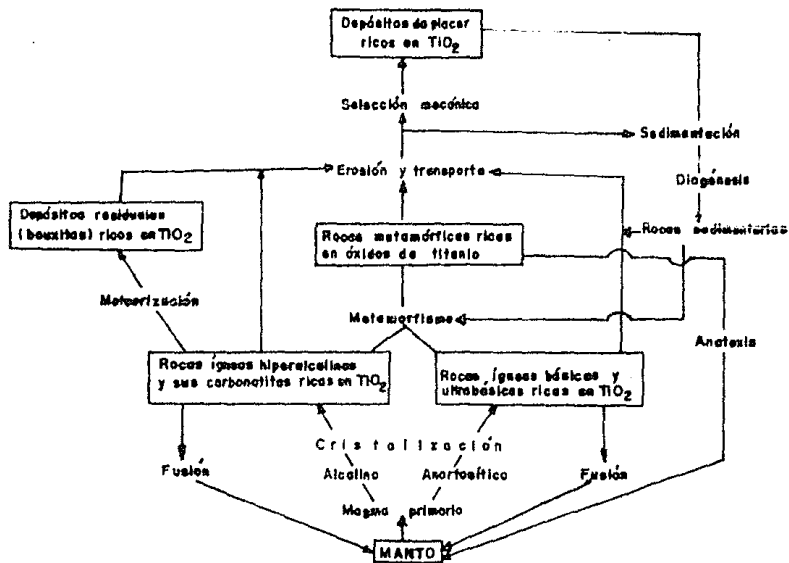 Depósitos de placer
ricos en TiO2
Selección mecánica
Sedimentación
Erosión y transporte
Diagénesis
Depósitos residuales
(bauxitas) ricos en TiO2
Rocas metamórficas ricas
en óxidos de titanio
Rocas sedimentarias
Meteorización
Metamorfismo
Anatexis
Rocas ígneas hiperalcalinas
y sus carbonatitas ricas en TiO2
Rocas ígneas básicas y
ultrabásicas ricas en TiO2
Cristalización
Fusión
Alcalina
Anortosítica
Fusión
Magma primario
MANTO